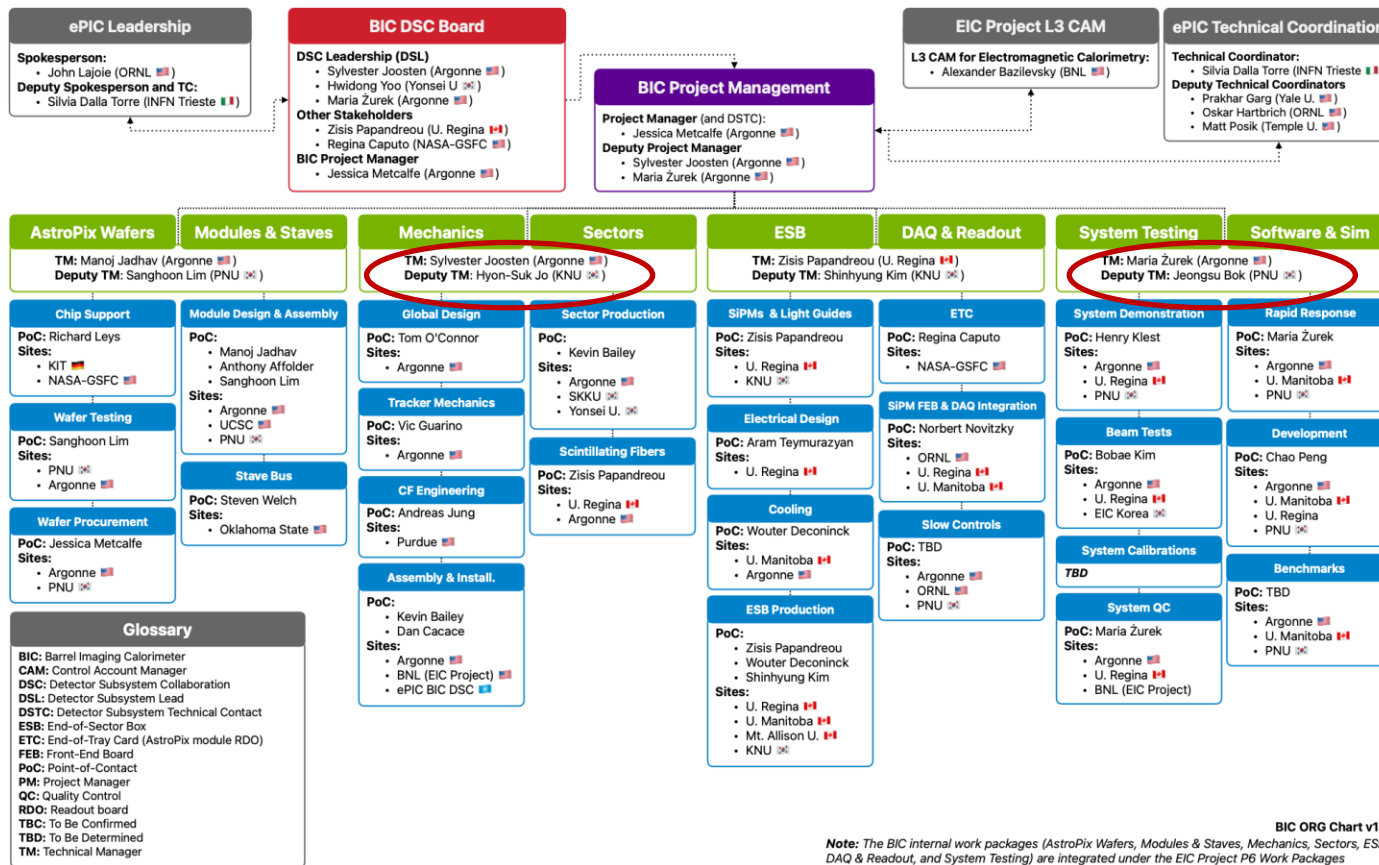 ePIC Leadership
Spokesperson:
• John Lajoie (ORNL 🇺🇸)
Deputy Spokesperson and TC:
• Silvia Dalla Torre (INFN Trieste 🇮🇹)
BIC DSC Board
DSC Leadership (DSL)
• Sylvester Joosten (Argonne 🇺🇸)
• Hwidong Yoo (Yonsei U 🇰🇷)
• Maria Żurek (Argonne 🇺🇸)
Other Stakeholders
• Zisis Papandreou (U. Regina 🇨🇦)
• Regina Caputo (NASA-GSFC 🇺🇸)
BIC Project Manager
• Jessica Metcalfe (Argonne 🇺🇸)
BIC Project Management
Project Manager (and DSTC):
• Jessica Metcalfe (Argonne 🇺🇸)
Deputy Project Manager
• Sylvester Joosten (Argonne 🇺🇸)
• Maria Żurek (Argonne 🇺🇸)
EIC Project L3 CAM
L3 CAM for Electromagnetic Calorimetry:
• Alexander Bazilevsky (BNL 🇺🇸)
ePIC Technical Coordination
Technical Coordinator:
• Silvia Dalla Torre (INFN Trieste 🇮🇹
Deputy Technical Coordinators
• Prakhar Garg (Yale U. 🇺🇸)
• Oskar Hartbrich (ORNL 🇺🇸)
• Matt Posik (Temple U. 🇺🇸)
AstroPix Wafers
Modules & Staves
TM: Manoj Jadhav (Argonne 🇺🇸)
Deputy TM: Sanghoon Lim (PNU 🇰🇷)
Chip Support
PoC: Richard Leys
Sites:
• KIT 🇩🇪
• NASA-GSFC 🇺🇸
Wafer Testing
PoC: Sanghoon Lim
Sites:
• PNU 🇰🇷
• Argonne 🇺🇸
Wafer Procurement
PoC: Jessica Metcalfe
Sites:
• Argonne 🇺🇸
• PNU 🇰🇷
Module Design & Assembly
PoC:
• Manoj Jadhav
• Anthony Affolder
• Sanghoon Lim
Sites:
• Argonne 🇺🇸
• UCSC 🇺🇸
• PNU 🇰🇷
Stave Bus
PoC: Steven Welch
Sites:
• Oklahoma State 🇺🇸
Mechanics
Sectors
TM: Sylvester Joosten (Argonne 🇺🇸)
Deputy TM: Hyon-Suk Jo (KNU 🇰🇷)
Global Design
PoC: Tom O'Connor
Sites:
• Argonne 🇺🇸
Tracker Mechanics
PoC: Vic Guarino
• Argonne 🇺🇸
CF Engineering
PoC: Andreas Jung
• Purdue 🇺🇸
Assembly & Install.
PoC:
• Kevin Bailey
• Dan Cacace
Sites:
• Argonne 🇺🇸
• BNL (EIC Project) 🇺🇸
• ePIC BIC DSC 🇺🇳
Sector Production
PoC:
• Kevin Bailey
Sites:
• Argonne 🇺🇸
• SKKU 🇰🇷
• Yonsei U. 🇰🇷
Scintillating Fibers
PoC: Zisis Papandreou
Sites:
• U. Regina 🇨🇦
• Argonne 🇺🇸
ESB
DAQ & Readout
TM: Zisis Papandreou (U. Regina 🇨🇦)
Deputy TM: Shinhyung Kim (KNU 🇰🇷)
SiPMs & Light Guides
PoC: Zisis Papandreou
Sites:
• U. Regina 🇨🇦
• KNU 🇰🇷
Electrical Design
PoC: Aram Teymurazyan
Sites:
• U. Regina 🇨🇦
Cooling
PoC: Wouter Deconinck
Sites:
• U. Manitoba 🇨🇦
• Argonne 🇺🇸
ESB Production
PoC:
• Zisis Papandreou
• Wouter Deconinck
• Shinhyung Kim
Sites:
• U. Regina 🇨🇦
• U. Manitoba 🇨🇦
• Mt. Allison U. 🇨🇦
• KNU 🇰🇷
ETC
PoC: Regina Caputo
• NASA-GSFC 🇺🇸
SiPM FEB & DAQ Integration
PoC: Norbert Novitzky
Sites:
• ORNL 🇺🇸
• U. Regina 🇨🇦
• U. Manitoba 🇨🇦
Slow Controls
PoC: TBD
Sites:
• Argonne 🇺🇸
• ORNL 🇺🇸
• PNU 🇰🇷
System Testing
Software & Sim
TM: Maria Żurek (Argonne 🇺🇸)
Deputy TM: Jeongsu Bok (PNU 🇰🇷)
System Demonstration
PoC: Henry Klest
Sites:
• Argonne 🇺🇸
• U. Regina 🇨🇦
• PNU 🇰🇷
Beam Tests
PoC: Bobae Kim
• Argonne 🇺🇸
• U. Regina 🇨🇦
• EIC Korea 🇰🇷
System Calibrations
TBD
System QC
PoC: Maria Żurek
• Argonne 🇺🇸
• U. Regina 🇨🇦
• BNL (EIC Project)
Rapid Response
PoC: Maria Żurek
Sites:
• Argonne 🇺🇸
• U. Manitoba 🇨🇦
• PNU 🇰🇷
Development
PoC: Chao Peng
Sites:
• Argonne 🇺🇸
• U. Manitoba 🇨🇦
• U. Regina
• PNU 🇰🇷
Benchmarks
PoC: TBD
Sites:
• Argonne 🇺🇸
• U. Manitoba 🇨🇦
• PNU 🇰🇷
Glossary
BIC: Barrel Imaging Calorimeter
CAM: Control Account Manager
DSC: Detector Subsystem Collaboration
DSL: Detector Subsystem Lead
DSTC: Detector Subsystem Technical Contact
ESB: End-of-Sector Box
ETC: End-of-Tray Card (AstroPix module RDO)
FEB: Front-End Board
PoC: Point-of-Contact
PM: Project Manager
QC: Quality Control
RDO: Readout board
TBC: To Be Confirmed
TBD: To Be Determined
TM: Technical Manager
BIC ORG Chart v1
Note: The BIC internal work packages (AstroPix Wafers, Modules & Staves, Mechanics, Sectors, ES
DAQ & Readout, and System Testing) are integrated under the EIC Project P6 Work Packages